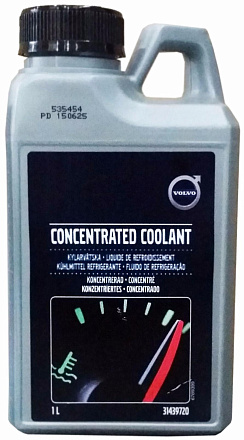 535454
PD 150625
VOLVO
CONCENTRATED COOLANT
KYLARVÄTSKA - LIQUIDE DE REFROIDISSEMENT
KÜHLMITTEL REFRIGERANTE - FLUIDO DE REFRIGERAÇÃO
KONCENTRERAD - CONCENTRÉ
KONZENTRIERTES - CONCENTRADO
1 L
31439720